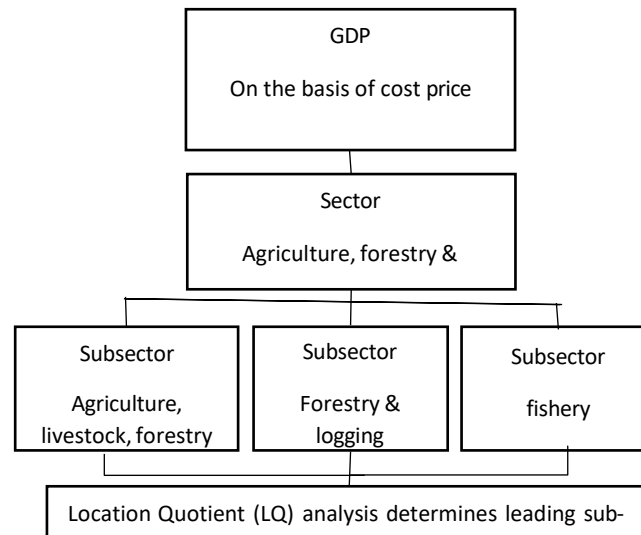 GDP
On the basis of cost price
Sector
Agriculture, forestry &
Subsector
Agriculture,
livestock, forestry
Subsector
Forestry &
logging
Subsector
fishery
Location Quotient (LQ) analysis determines leading sub-